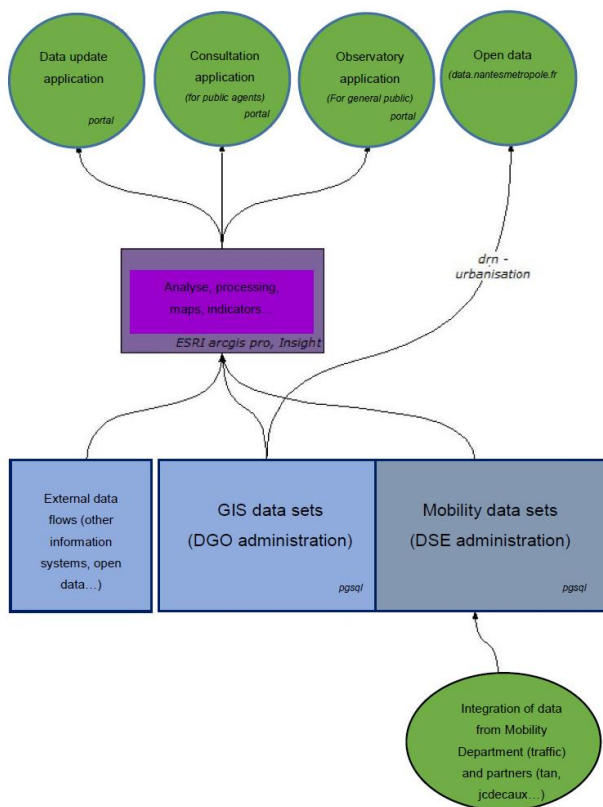 Data update
application
portal
Consultation
application
(for public agents)
portal
Observatory
application
(For general public)
portal
Open data
(data.nantesmetropole.fr
drn -
urbanisation
Analyse, processing,
maps, indicators...
ESRI arcgis pro, Insight
External data
flows (other
information
systems, open
data...)
GIS data sets
(DGO administration)
pgsql
Mobility data sets
(DSE administration)
pgsql
Integration of data
from Mobility
Department (traffic)
and partners (tan,
jcdecaux...)